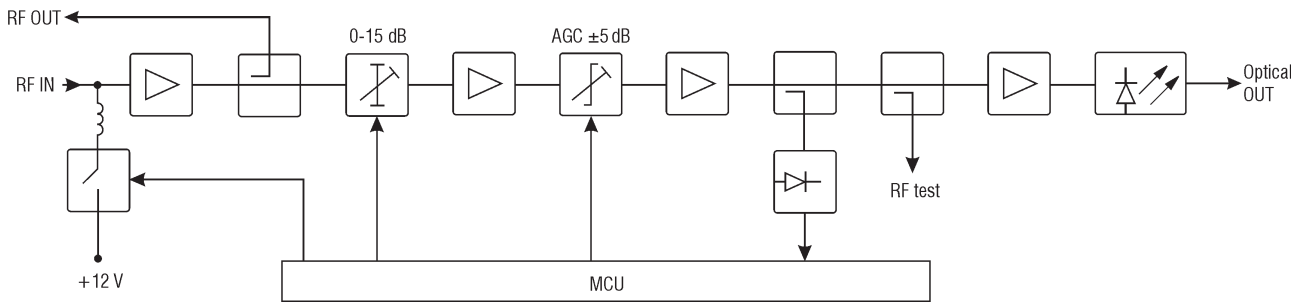 RF OUT
0-15 dB
AGC ±5 dB
RF IN
Optical
OUT
RF test
+12 V
MCU